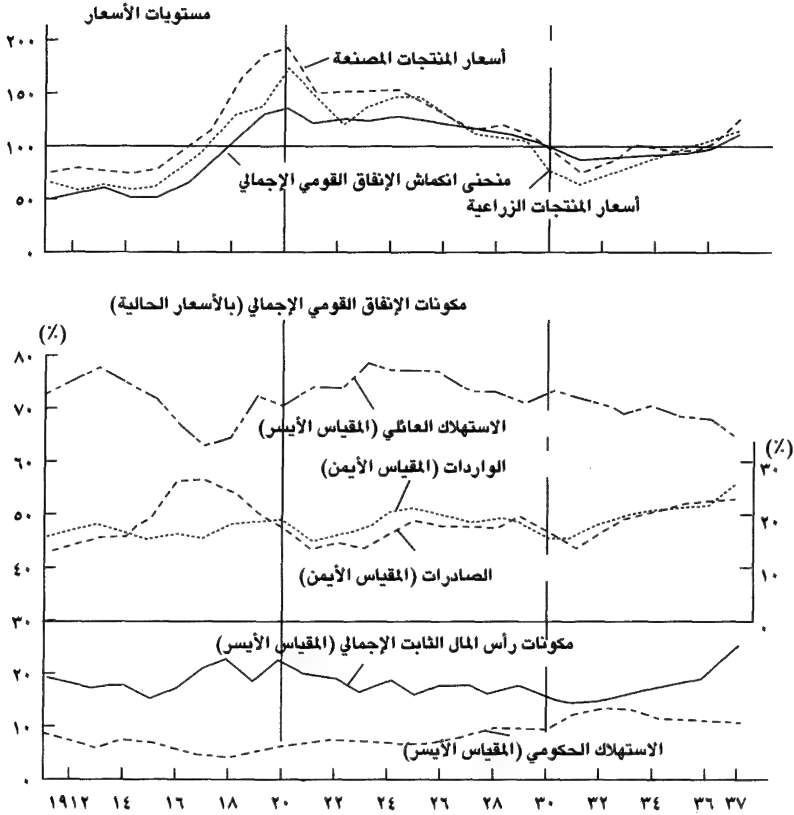 مستويات الأسعار
٢٠٠
١٥٠
١٠٠
٥٠
٠
أسعار المنتجات المصنعة
منحنى انكماش الإنفاق القومي الإجمالي
أسعار المنتجات الزراعية
مكونات الإنفاق القومي الإجمالي (بالأسعار الحالية)
(٪)
٨٠
٧٠
٦٠
٥٠
٤٠
٣٠
٢٠
١٠
٠
الاستهلاك العائلي (المقياس الأيسر)
(٪)
٣٠
٢٠
١٠
٠
الواردات (المقياس الأيمن)
الصادرات (المقياس الأيمن)
مكونات رأس المال الثابت الإجمالي (المقياس الأيسر)
الاستهلاك الحكومي (المقياس الأيسر)
١٩١٢ ١٤ ١٦ ١٨ ٢٠ ٢٢ ٢٤ ٢٦ ٢٨ ٣٠ ٣٢ ٣٤ ٣٦ ٣٧